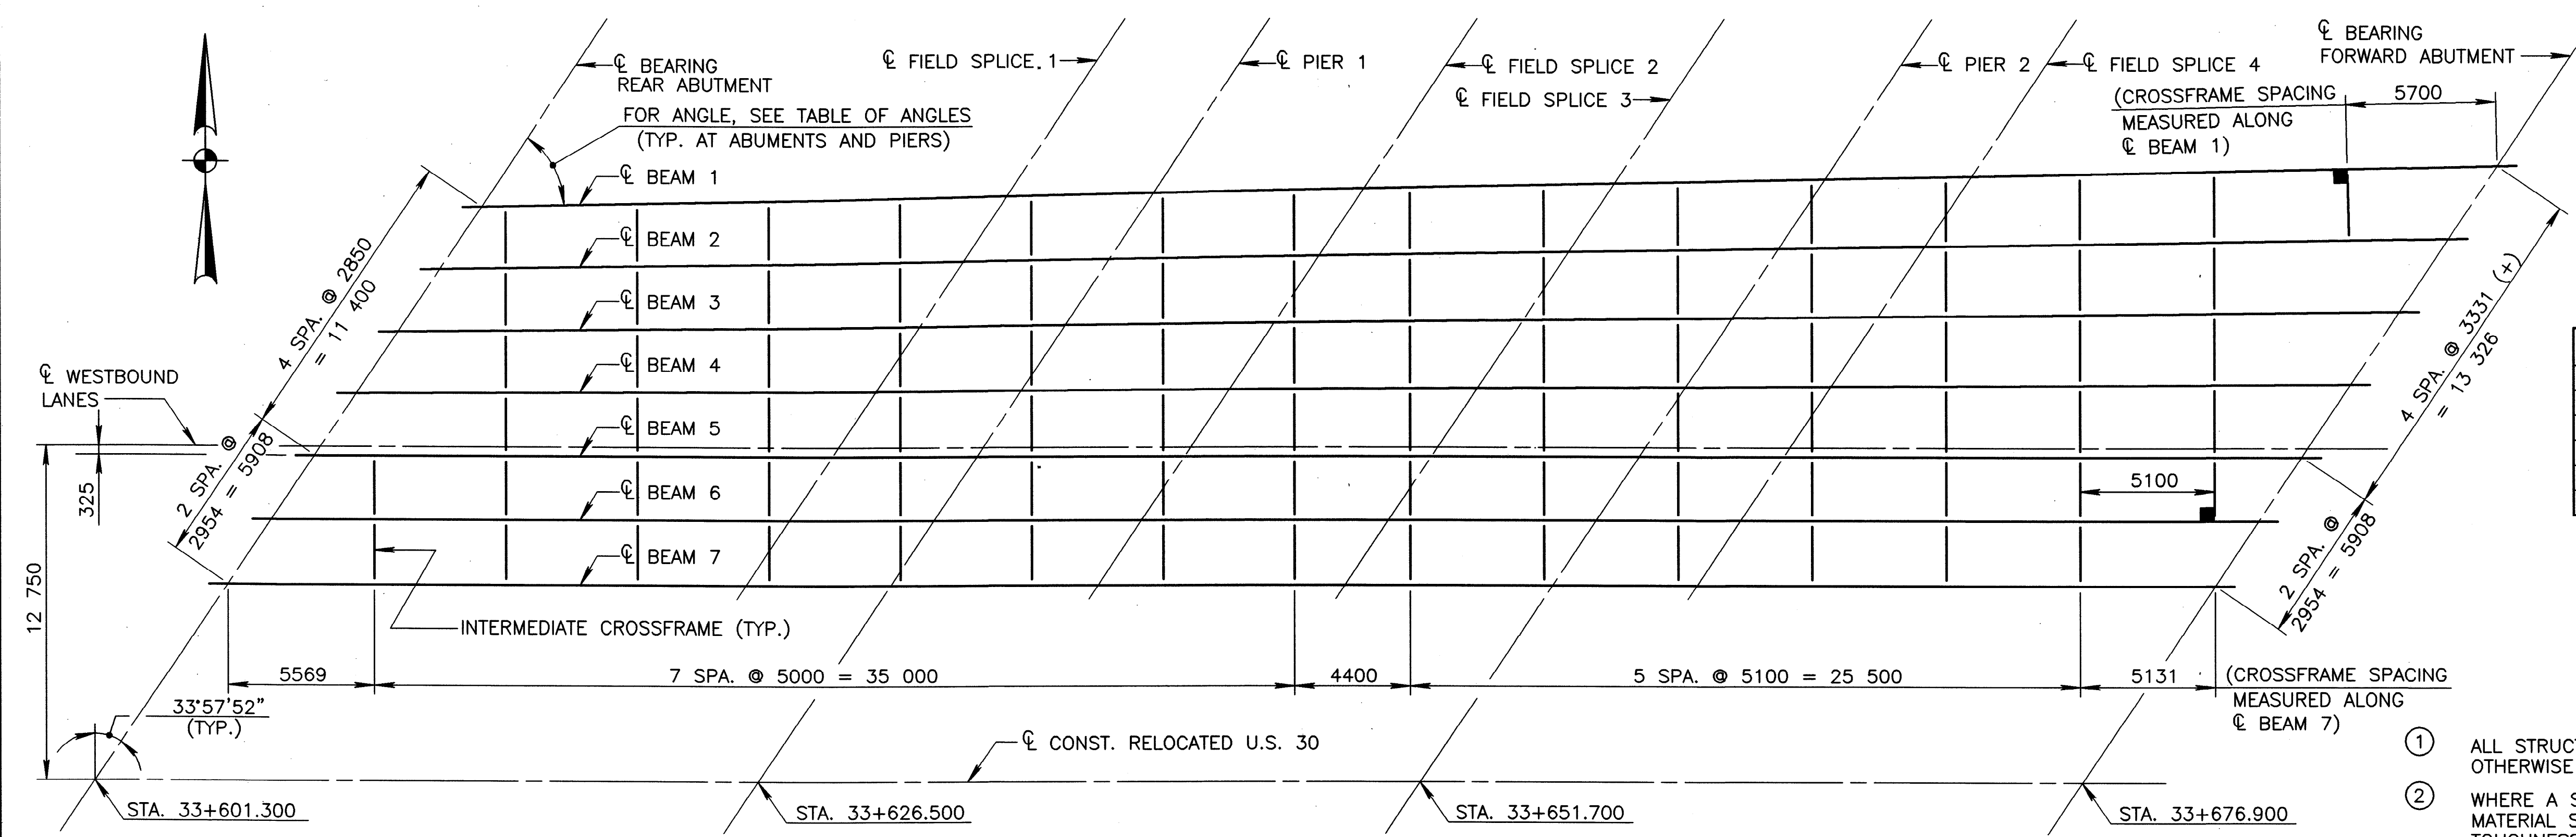 ℄ BEARING
REAR ABUTMENT
℄ FIELD SPLICE. 1
℄ PIER 1
℄ FIELD SPLICE 2
℄ FIELD SPLICE 3
℄ PIER 2
℄ FIELD SPLICE 4
℄ BEARING
FORWARD ABUTMENT
(CROSSFRAME SPACING
MEASURED ALONG
℄ BEAM 1)
5700
FOR ANGLE, SEE TABLE OF ANGLES
(TYP. AT ABUMENTS AND PIERS)
℄ BEAM 1
℄ BEAM 2
℄ BEAM 3
℄ BEAM 4
℄ BEAM 5
℄ BEAM 6
℄ BEAM 7
4 SPA. @ 2850
= 11 400
℄ WESTBOUND
LANES
2 SPA. @
2954 = 5908
325
12 750
4 SPA. @ 3331 (+)
= 13 326
5100
2 SPA. @
2954 = 5908
INTERMEDIATE CROSSFRAME (TYP.)
5569
7 SPA. @ 5000 = 35 000
4400
5 SPA. @ 5100 = 25 500
5131
(CROSSFRAME SPACING
MEASURED ALONG
℄ BEAM 7)
33°57'52"
(TYP.)
℄ CONST. RELOCATED U.S. 30
STA. 33+601.300
STA. 33+626.500
STA. 33+651.700
STA. 33+676.900
1 ALL STRUCT
OTHERWISE
2 WHERE A S
MATERIAL S